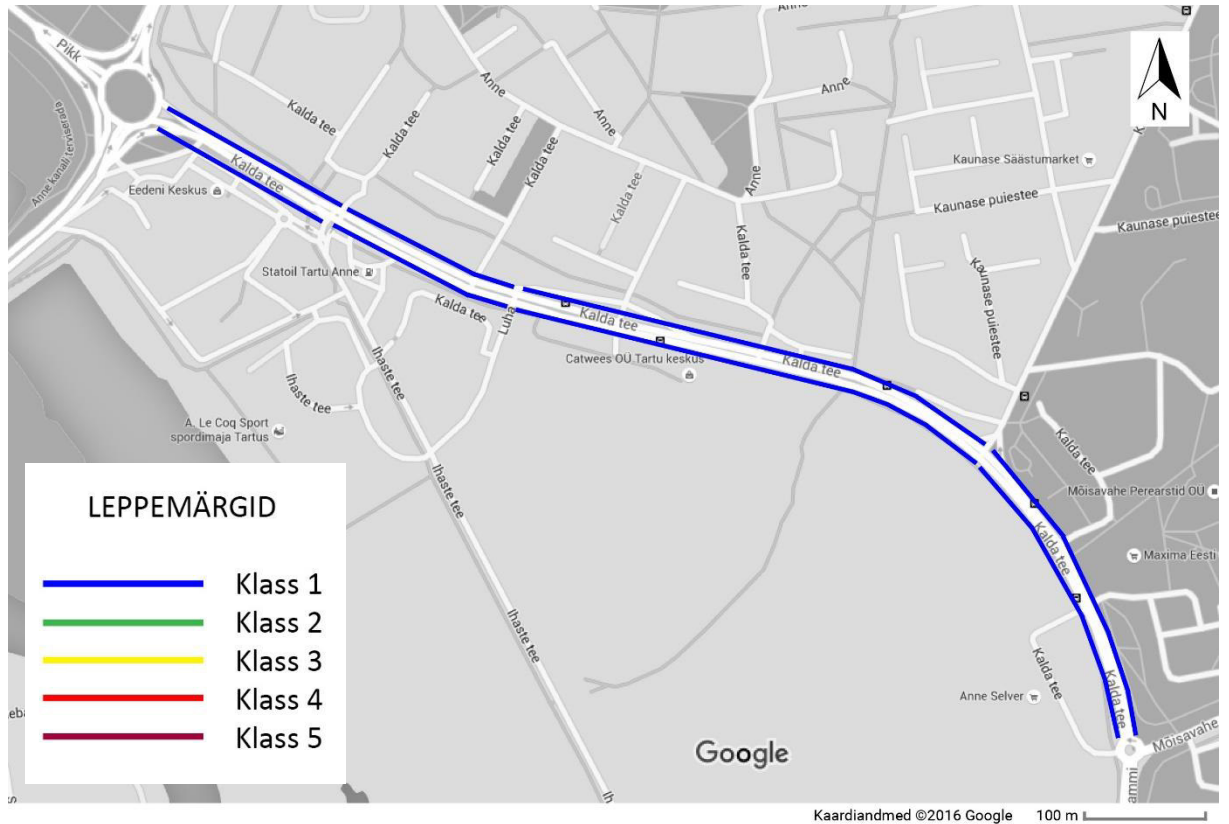 Pikk
Anne kanali terviserada
Kalda tee
Eedeni Keskus
Statoil Tartu Anne
Kalda tee
Kalda tee
Kalda tee
Kalda tee
Anne
Anne
Kalda tee
Anne
Anne
Kalda tee
N
Kaunase Säästumarket
Kaunase puiestee
Kaunase puiestee
Kaunase puiestee
Kalda tee
Luha
Ihaste tee
Ihaste tee
A. Le Coq Sport
spordimaja Tartus
Kalda tee
Catwees OÜ Tartu keskus
Kalda tee
Kalda tee
Mõisavahe Perearstid OÜ
Kalda tee
Maxima Eesti
Ihaste tee
Ihaste tee
Kalda tee
Anne Selver
Kalda tee
Mõisavahe
LEPPEMÄRGID
Klass 1
Klass 2
Klass 3
Klass 4
Klass 5
Google
Kaardiandmed ©2016 Google 100 m